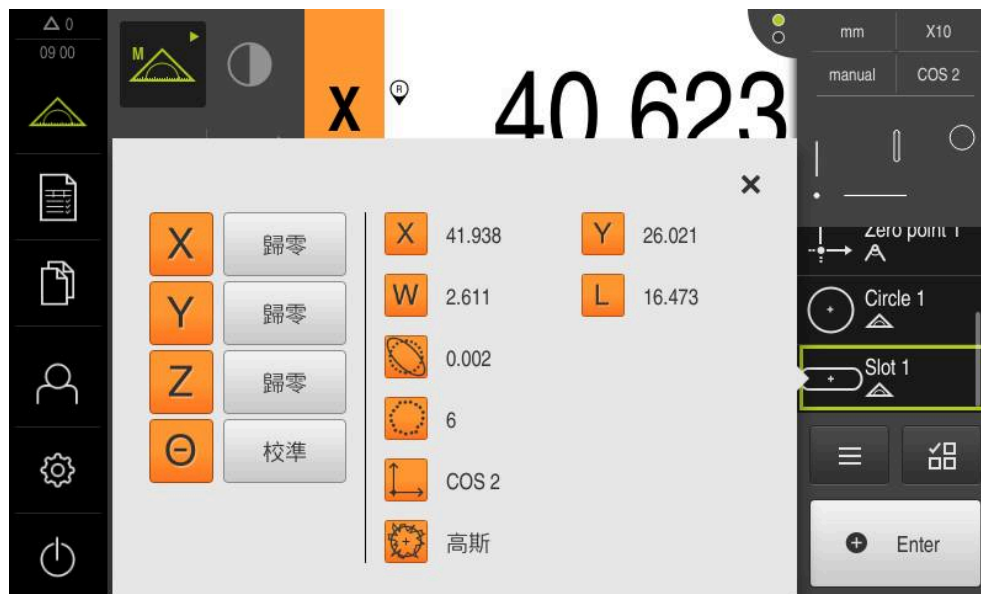 0
09 00
M
X
R
40.623
mm X10
manual COS 2
X 歸零
Y 歸零
Z 歸零
Θ 校準
X 41.938 Y 26.021
W 2.611 L 16.473
0.002
6
COS 2
高斯
Zero point 1
Circle 1
Slot 1
Enter